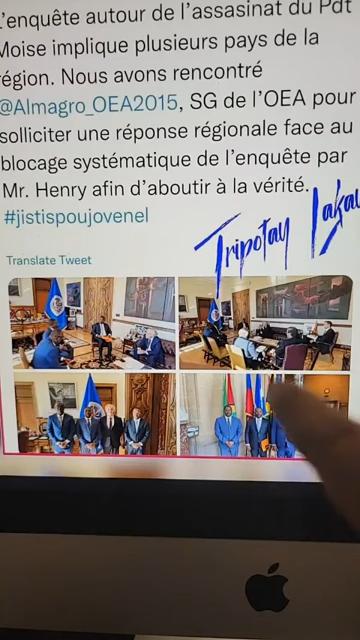 L'enquête autour de l'assasinat du Pdt
Moise implique plusieurs pays de la
région. Nous avons rencontré
@Almagro_OEA2015, SG de l'OEA pour
solliciter une réponse régionale face au
blocage systématique de l'enquête par
Mr. Henry afin d'aboutir à la vérité.
#jistispoujovenel
Tripotay Lakay
Translate Tweet